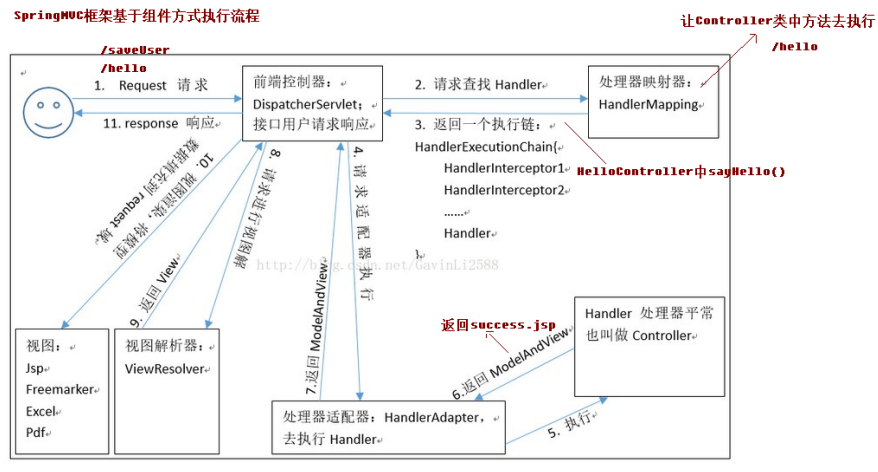 SpringMVC框架基于组件方式执行流程
让Controller类中方法去执行
/hello
/saveUser
/hello
1. Request 请求
11. response 响应
前端控制器：
DispatcherServlet；
接口用户请求响应
2. 请求查找 Handler
3. 返回一个执行链：
HandlerExecutionChain{
HandlerInterceptor1
HandlerInterceptor2
……
Handler
}
处理器映射器：
HandlerMapping
HelloController中sayHello()
10. 视图渲染，将模型
数据填充到 request 域。
9. 返回 View
8. 请求进行视图解
7.返回 ModelAndView
4. 请求适配器执行
http://blog.csdn.net/GavinLi2588
返回success.jsp
6.返回 ModelAndView
5. 执行
Handler 处理器平常
也叫做 Controller
视图：
Jsp
Freemarker
Excel
Pdf
视图解析器：
ViewResolver
处理器适配器：HandlerAdapter，
去执行 Handler